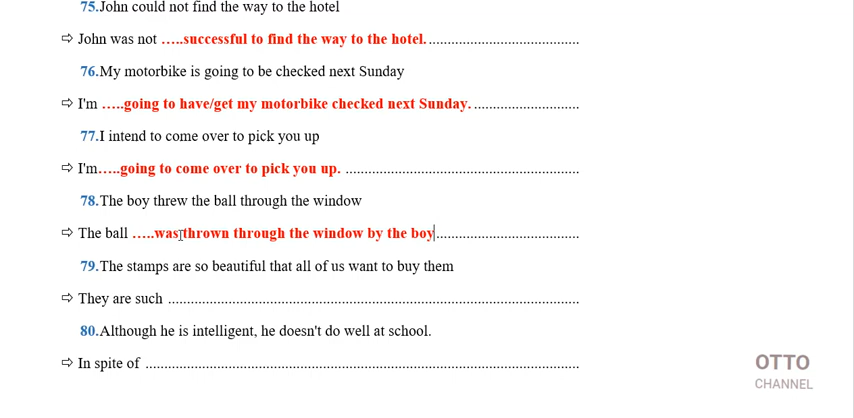 75.John could not find the way to the hotel
⇨ John was not …..successful to find the way to the hotel........................................
76.My motorbike is going to be checked next Sunday
⇨ I'm …..going to have/get my motorbike checked next Sunday............................
77.I intend to come over to pick you up
⇨ I'm…..going to come over to pick you up. .............................................................
78.The boy threw the ball through the window
⇨ The ball …..was thrown through the window by the boy.....................................
79.The stamps are so beautiful that all of us want to buy them
⇨ They are such ............................................................................................................
80.Although he is intelligent, he doesn't do well at school.
⇨ In spite of ..................................................................................................................
OTTO
CHANNEL